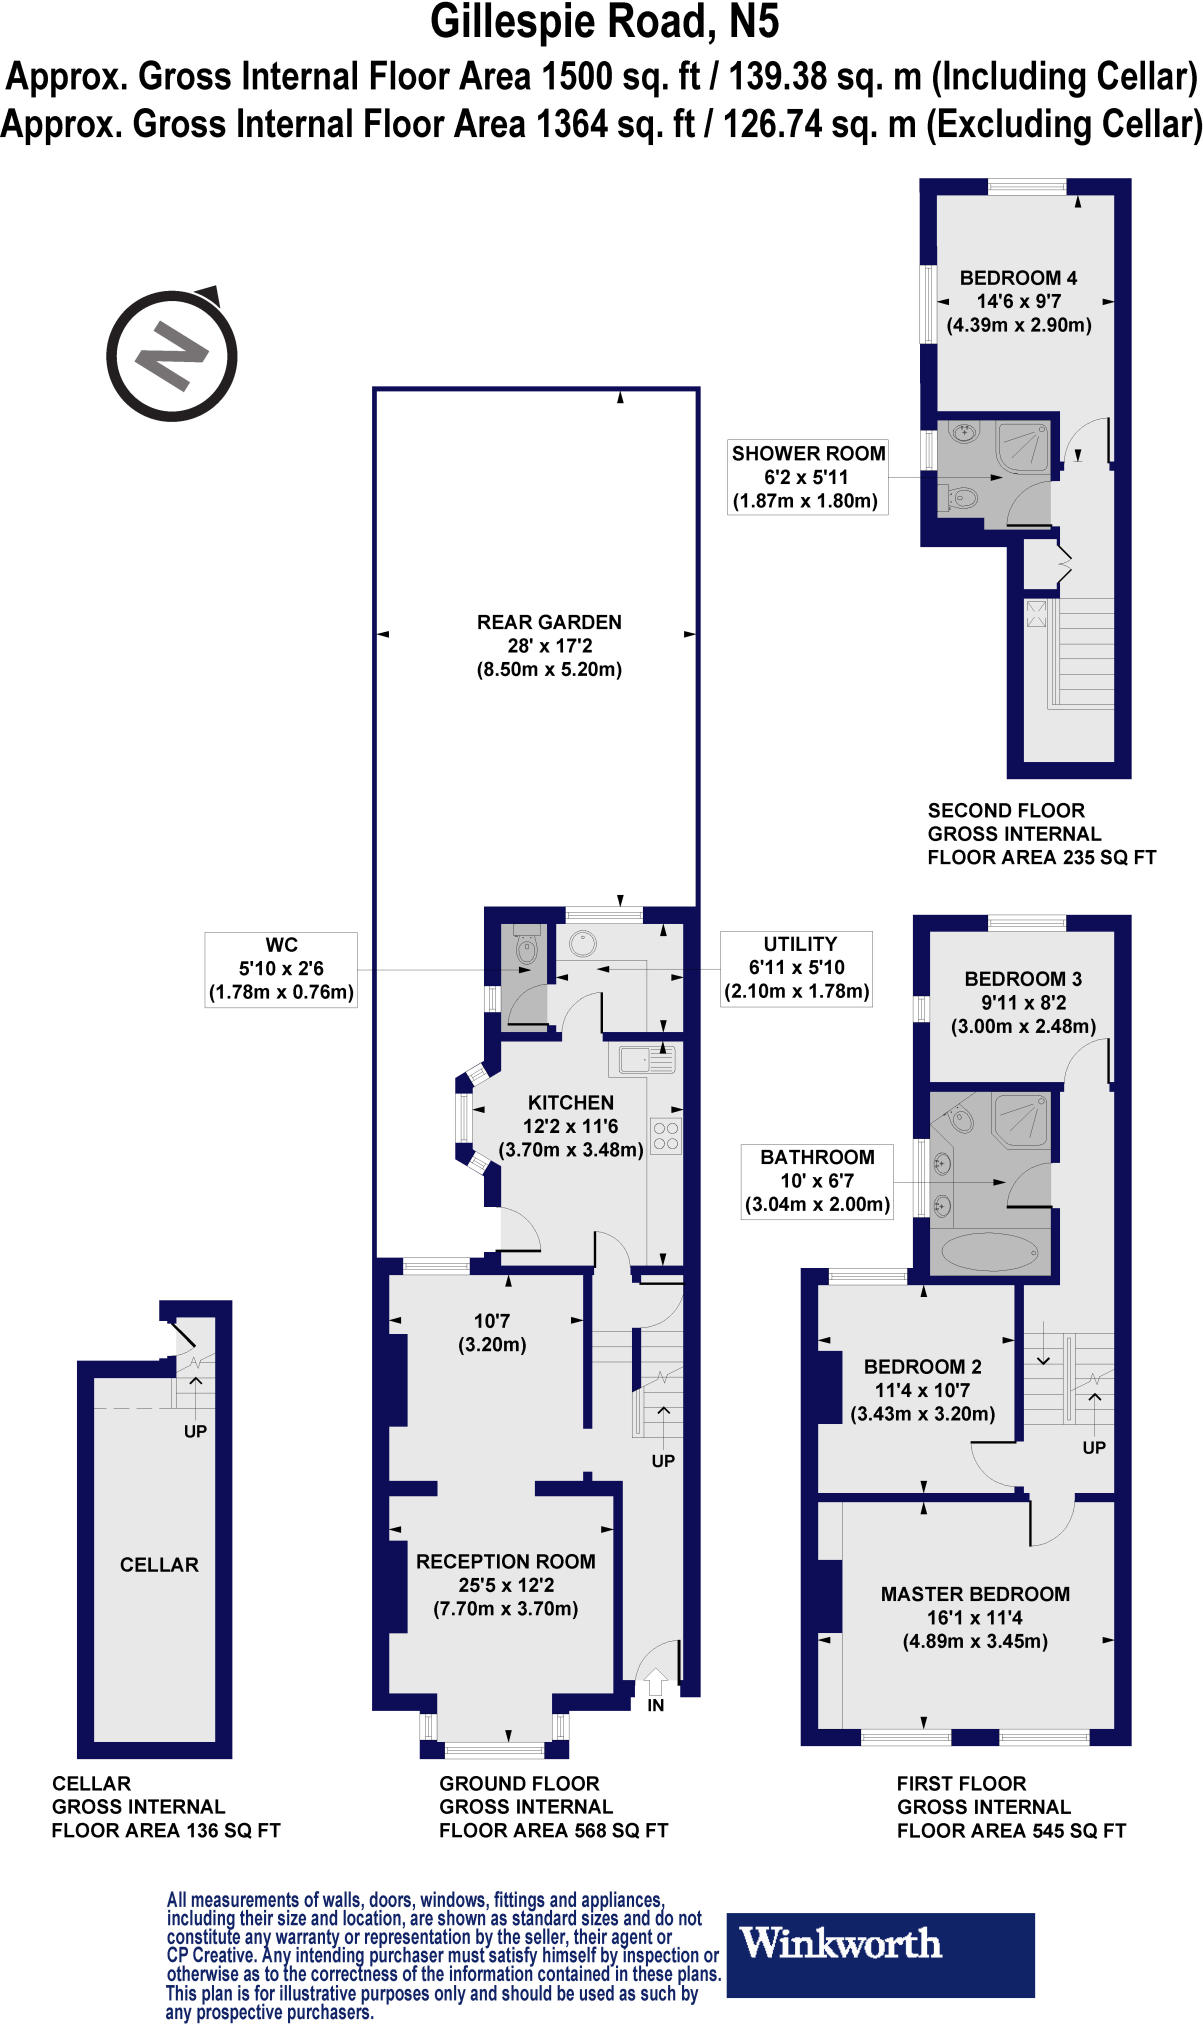 Gillespie Road, N5
Approx. Gross Internal Floor Area 1500 sq. ft / 139.38 sq. m (Including Cellar)
Approx. Gross Internal Floor Area 1364 sq. ft / 126.74 sq. m (Excluding Cellar)
N
BEDROOM 4
14'6 x 9'7
(4.39m x 2.90m)
SHOWER ROOM
6'2 x 5'11
(1.87m x 1.80m)
SECOND FLOOR
GROSS INTERNAL
FLOOR AREA 235 SQ FT
REAR GARDEN
28' x 17'2
(8.50m x 5.20m)
WC
5'10 x 2'6
(1.78m x 0.76m)
UTILITY
6'11 x 5'10
(2.10m x 1.78m)
KITCHEN
12'2 x 11'6
(3.70m x 3.48m)
10'7
(3.20m)
UP
RECEPTION ROOM
25'5 x 12'2
(7.70m x 3.70m)
IN
GROUND FLOOR
GROSS INTERNAL
FLOOR AREA 568 SQ FT
BEDROOM 3
9'11 x 8'2
(3.00m x 2.48m)
BATHROOM
10' x 6'7
(3.04m x 2.00m)
BEDROOM 2
11'4 x 10'7
(3.43m x 3.20m)
UP
MASTER BEDROOM
16'1 x 11'4
(4.89m x 3.45m)
FIRST FLOOR
GROSS INTERNAL
FLOOR AREA 545 SQ FT
UP
CELLAR
CELLAR
GROSS INTERNAL
FLOOR AREA 136 SQ FT
All measurements of walls, doors, windows, fittings and appliances,
including their size and location, are shown as standard sizes and do not
constitute any warranty or representation by the seller, their agent or
CP Creative. Any intending purchaser must satisfy himself by inspection or
otherwise as to the correctness of the information contained in these plans.
This plan is for illustrative purposes only and should be used as such by
any prospective purchasers.
Winkworth